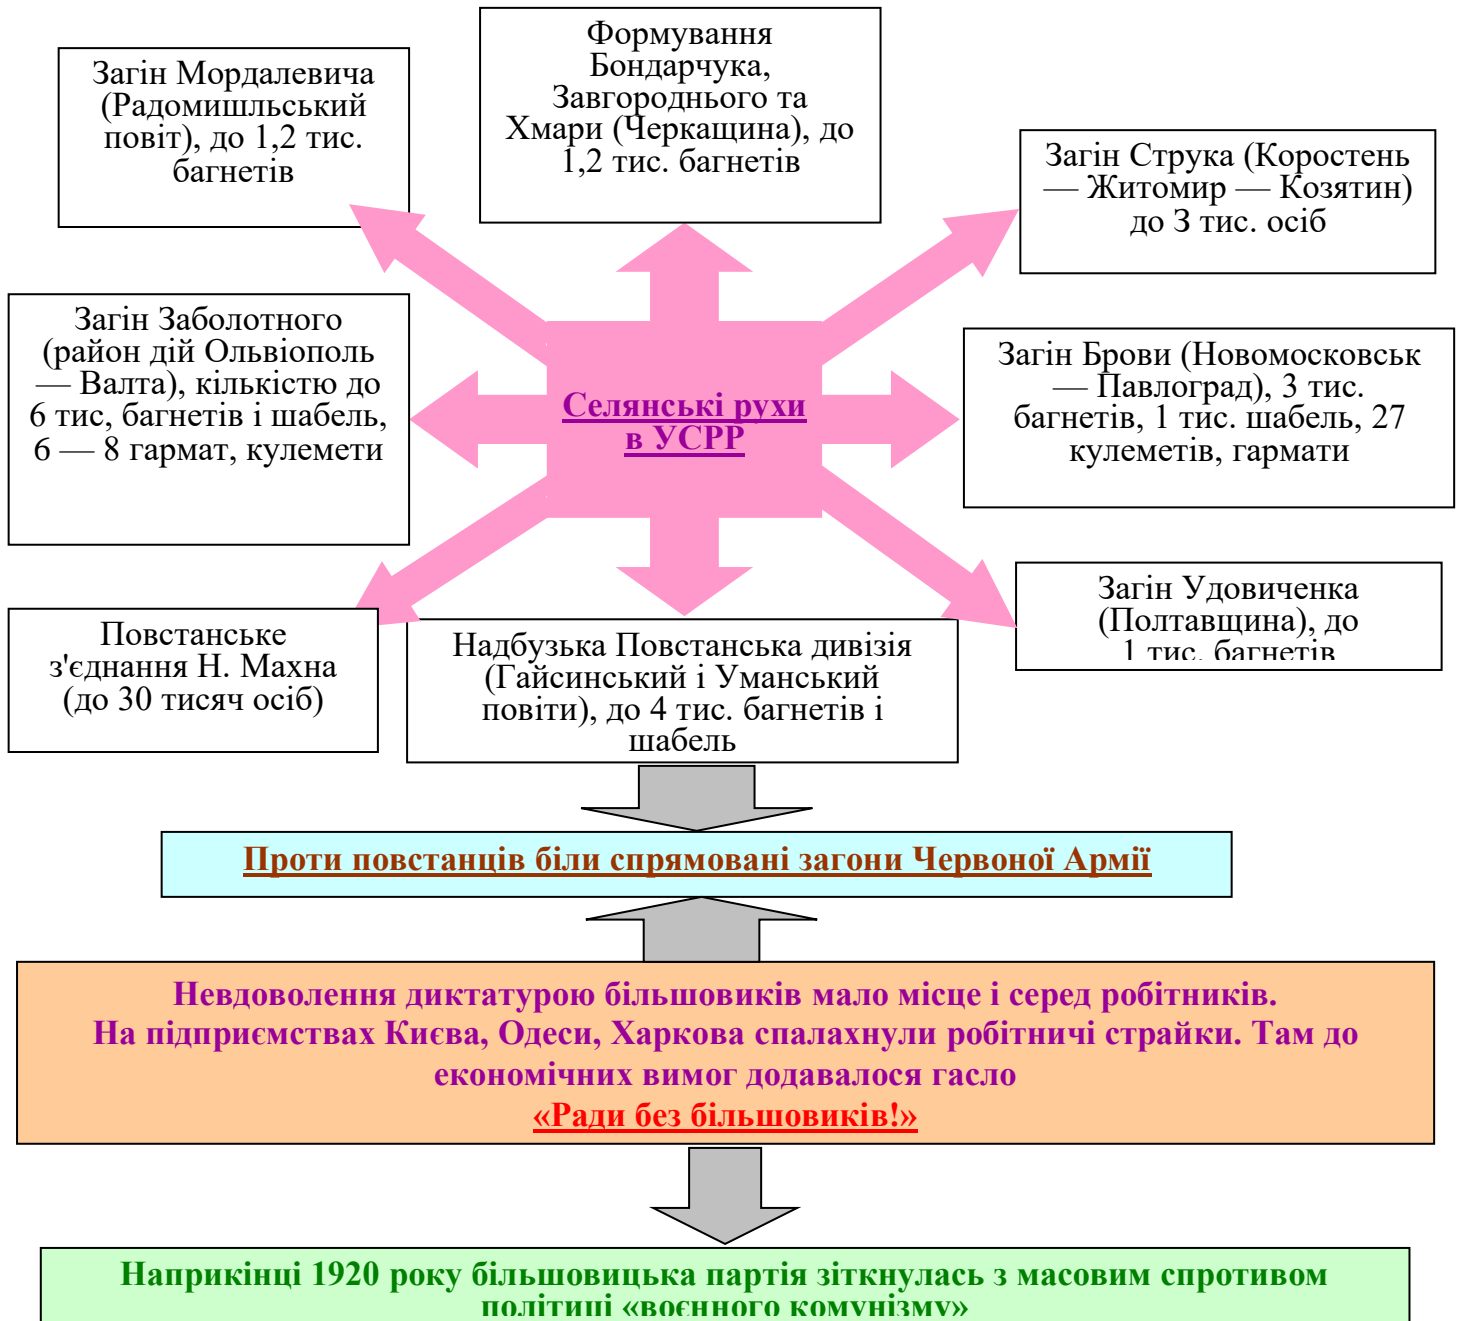 Формування
Бондарчука,
Завгороднього та
Хмари (Черкащина), до
1,2 тис. багнетів
Загін Мордалевича
(Радомишльський
повіт), до 1,2 тис.
багнетів
Загін Струка (Коростень
— Житомир — Козятин)
до 3 тис. осіб
Загін Заболотного
(район дій Ольвіополь
— Валта), кількістю до
6 тис, багнетів і шабель,
6 — 8 гармат, кулемети
Селянські рухи
в УСРР
Загін Брови (Новомосковськ
— Павлоград), 3 тис.
багнетів, 1 тис. шабель, 27
кулеметів, гармати
Повстанське
з'єднання Н. Махна
(до 30 тисяч осіб)
Надбузька Повстанська дивізія
(Гайсинський і Уманський
повіти), до 4 тис. багнетів і
шабель
Загін Удовиченка
(Полтавщина), до
1 тис. багнетів
Проти повстанців біли спрямовані загони Червоної Армії
Невдоволення диктатурою більшовиків мало місце і серед робітників.
На підприємствах Києва, Одеси, Харкова спалахнули робітничі страйки. Там до
економічних вимог додавалося гасло
«Ради без більшовиків!»
Наприкінці 1920 року більшовицька партія зіткнулась з масовим спротивом
політиці «воєнного комунізму»